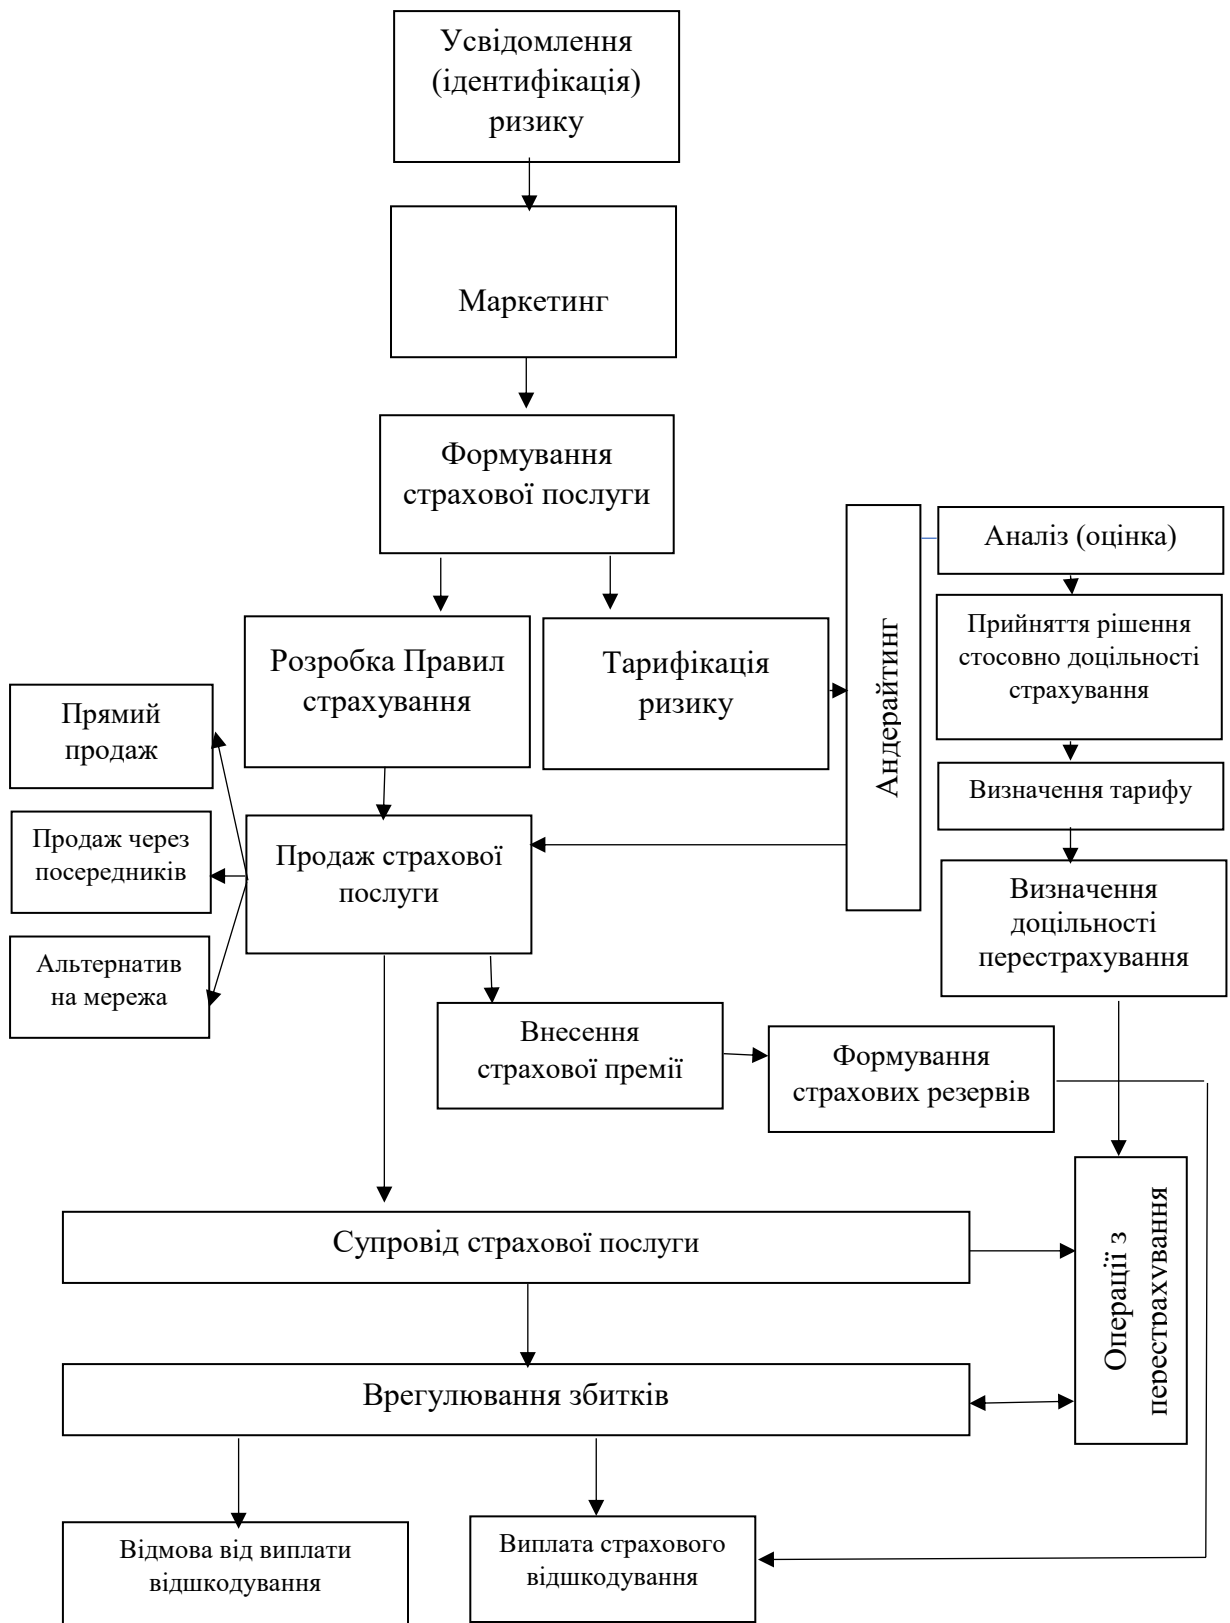 Усвідомлення
(ідентифікація)
ризику
Маркетинг
Формування
страхової послуги
Андерайтинг
Аналіз (оцінка)
Прийняття рішення
стосовно доцільності
страхування
Розробка Правил
страхування
Тарифікація
ризику
Прямий
продаж
Визначення тарифу
Продаж через
посередників
Продаж страхової
послуги
Визначення
доцільності
перестрахування
Альтернатив
на мережа
Внесення
страхової премії
Формування
страхових резервів
Супровід страхової послуги
Операції з
перестрахування
Врегулювання збитків
Відмова від виплати
відшкодування
Виплата страхового
відшкодування